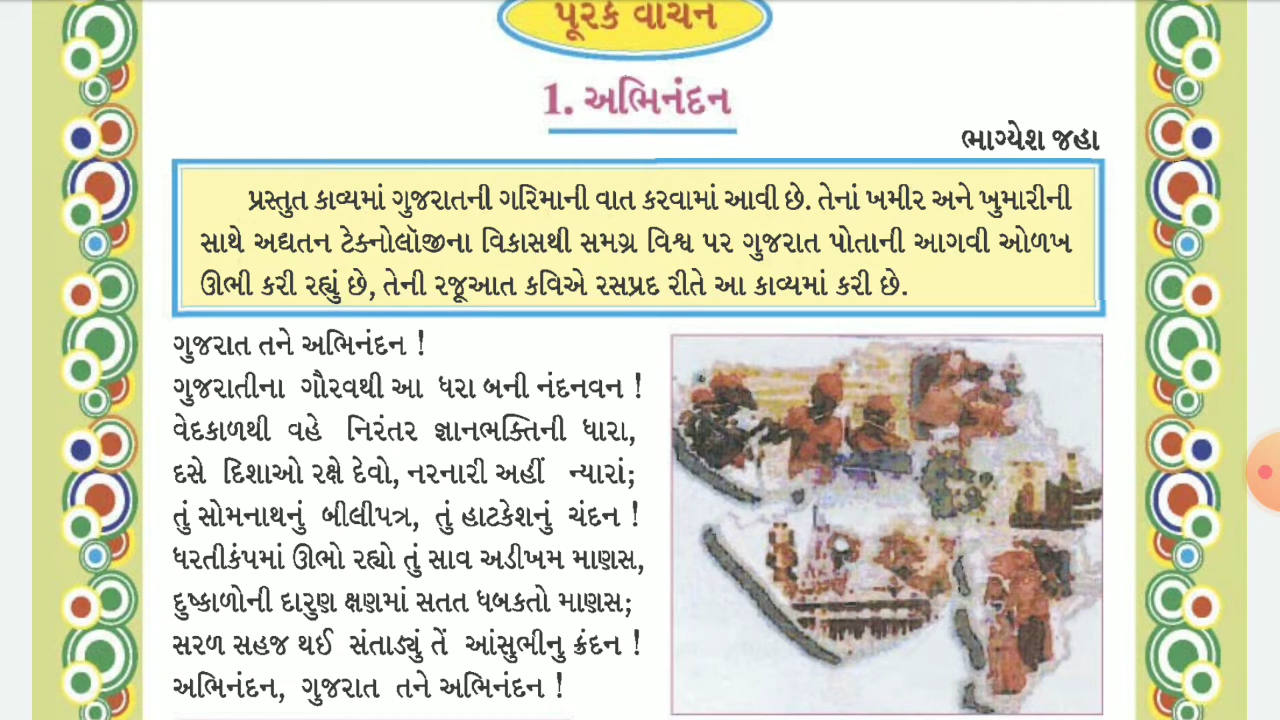 પૂરક વાચન
1. અભિનંદન
ભાગ્યેશ જહા
પ્રસ્તુત કાવ્યમાં ગુજરાતની ગરિમાની વાત કરવામાં આવી છે. તેનાં ખમીર અને ખુમારીની
સાથે અદ્યતન ટેક્નોલૉજીના વિકાસથી સમગ્ર વિશ્વ પર ગુજરાત પોતાની આગવી ઓળખ
ઊભી કરી રહ્યું છે, તેની રજૂઆત કવિએ રસપ્રદ રીતે આ કાવ્યમાં કરી છે.
ગુજરાત તને અભિનંદન !
ગુજરાતીના ગૌરવથી આ ધરા બની નંદનવન !
વેદકાળથી વહે નિરંતર જ્ઞાનભક્તિની ધારા,
દસે દિશાઓ રક્ષે દેવો, નરનારી અહીં ન્યારાં;
તું સોમનાથનું બીલીપત્ર, તું હાટકેશનું ચંદન !
ધરતીકંપમાં ઊભો રહ્યો તું સાવ અડીખમ માણસ,
દુષ્કાળોની દારુણ ક્ષણમાં સતત ધબકતો માણસ;
સરળ સહજ થઈ સંતાડ્યું તેં આંસુભીનુ ક્રંદન !
અભિનંદન, ગુજરાત તને અભિનંદન !